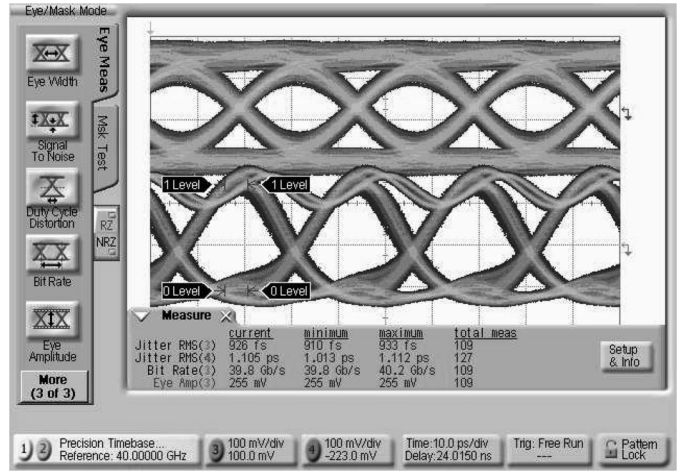 Eye/Mask Mode
Eye Meas
Msk Test
Eye Width
Signal
To Noise
Duty Cycle
Distortion
RZ
NRZ
Bit Rate
Eye
Amplitude
More
(3 of 3)
1 Level
1 Level
0 Level
0 Level
Measure
current minimum maximum total meas
Jitter RMS(3) 926 fs 910 fs 933 fs 109
Jitter RMS(4) 1.105 ps 1.013 ps 1.112 ps 127
Bit Rate(3) 39.8 Gb/s 39.8 Gb/s 40.2 Gb/s 109
Eye Amp(3) 255 mV 255 mV 255 mV 109
Setup
& Info
1 2 Precision Timebase...
Reference: 40.00000 GHz
3 100 mV/div
100.0 mV
4 100 mV/div
-223.0 mV
Time:10.0 ps/div
Delay:24.0150 ns
Trig: Free Run
---
Pattern
Lock